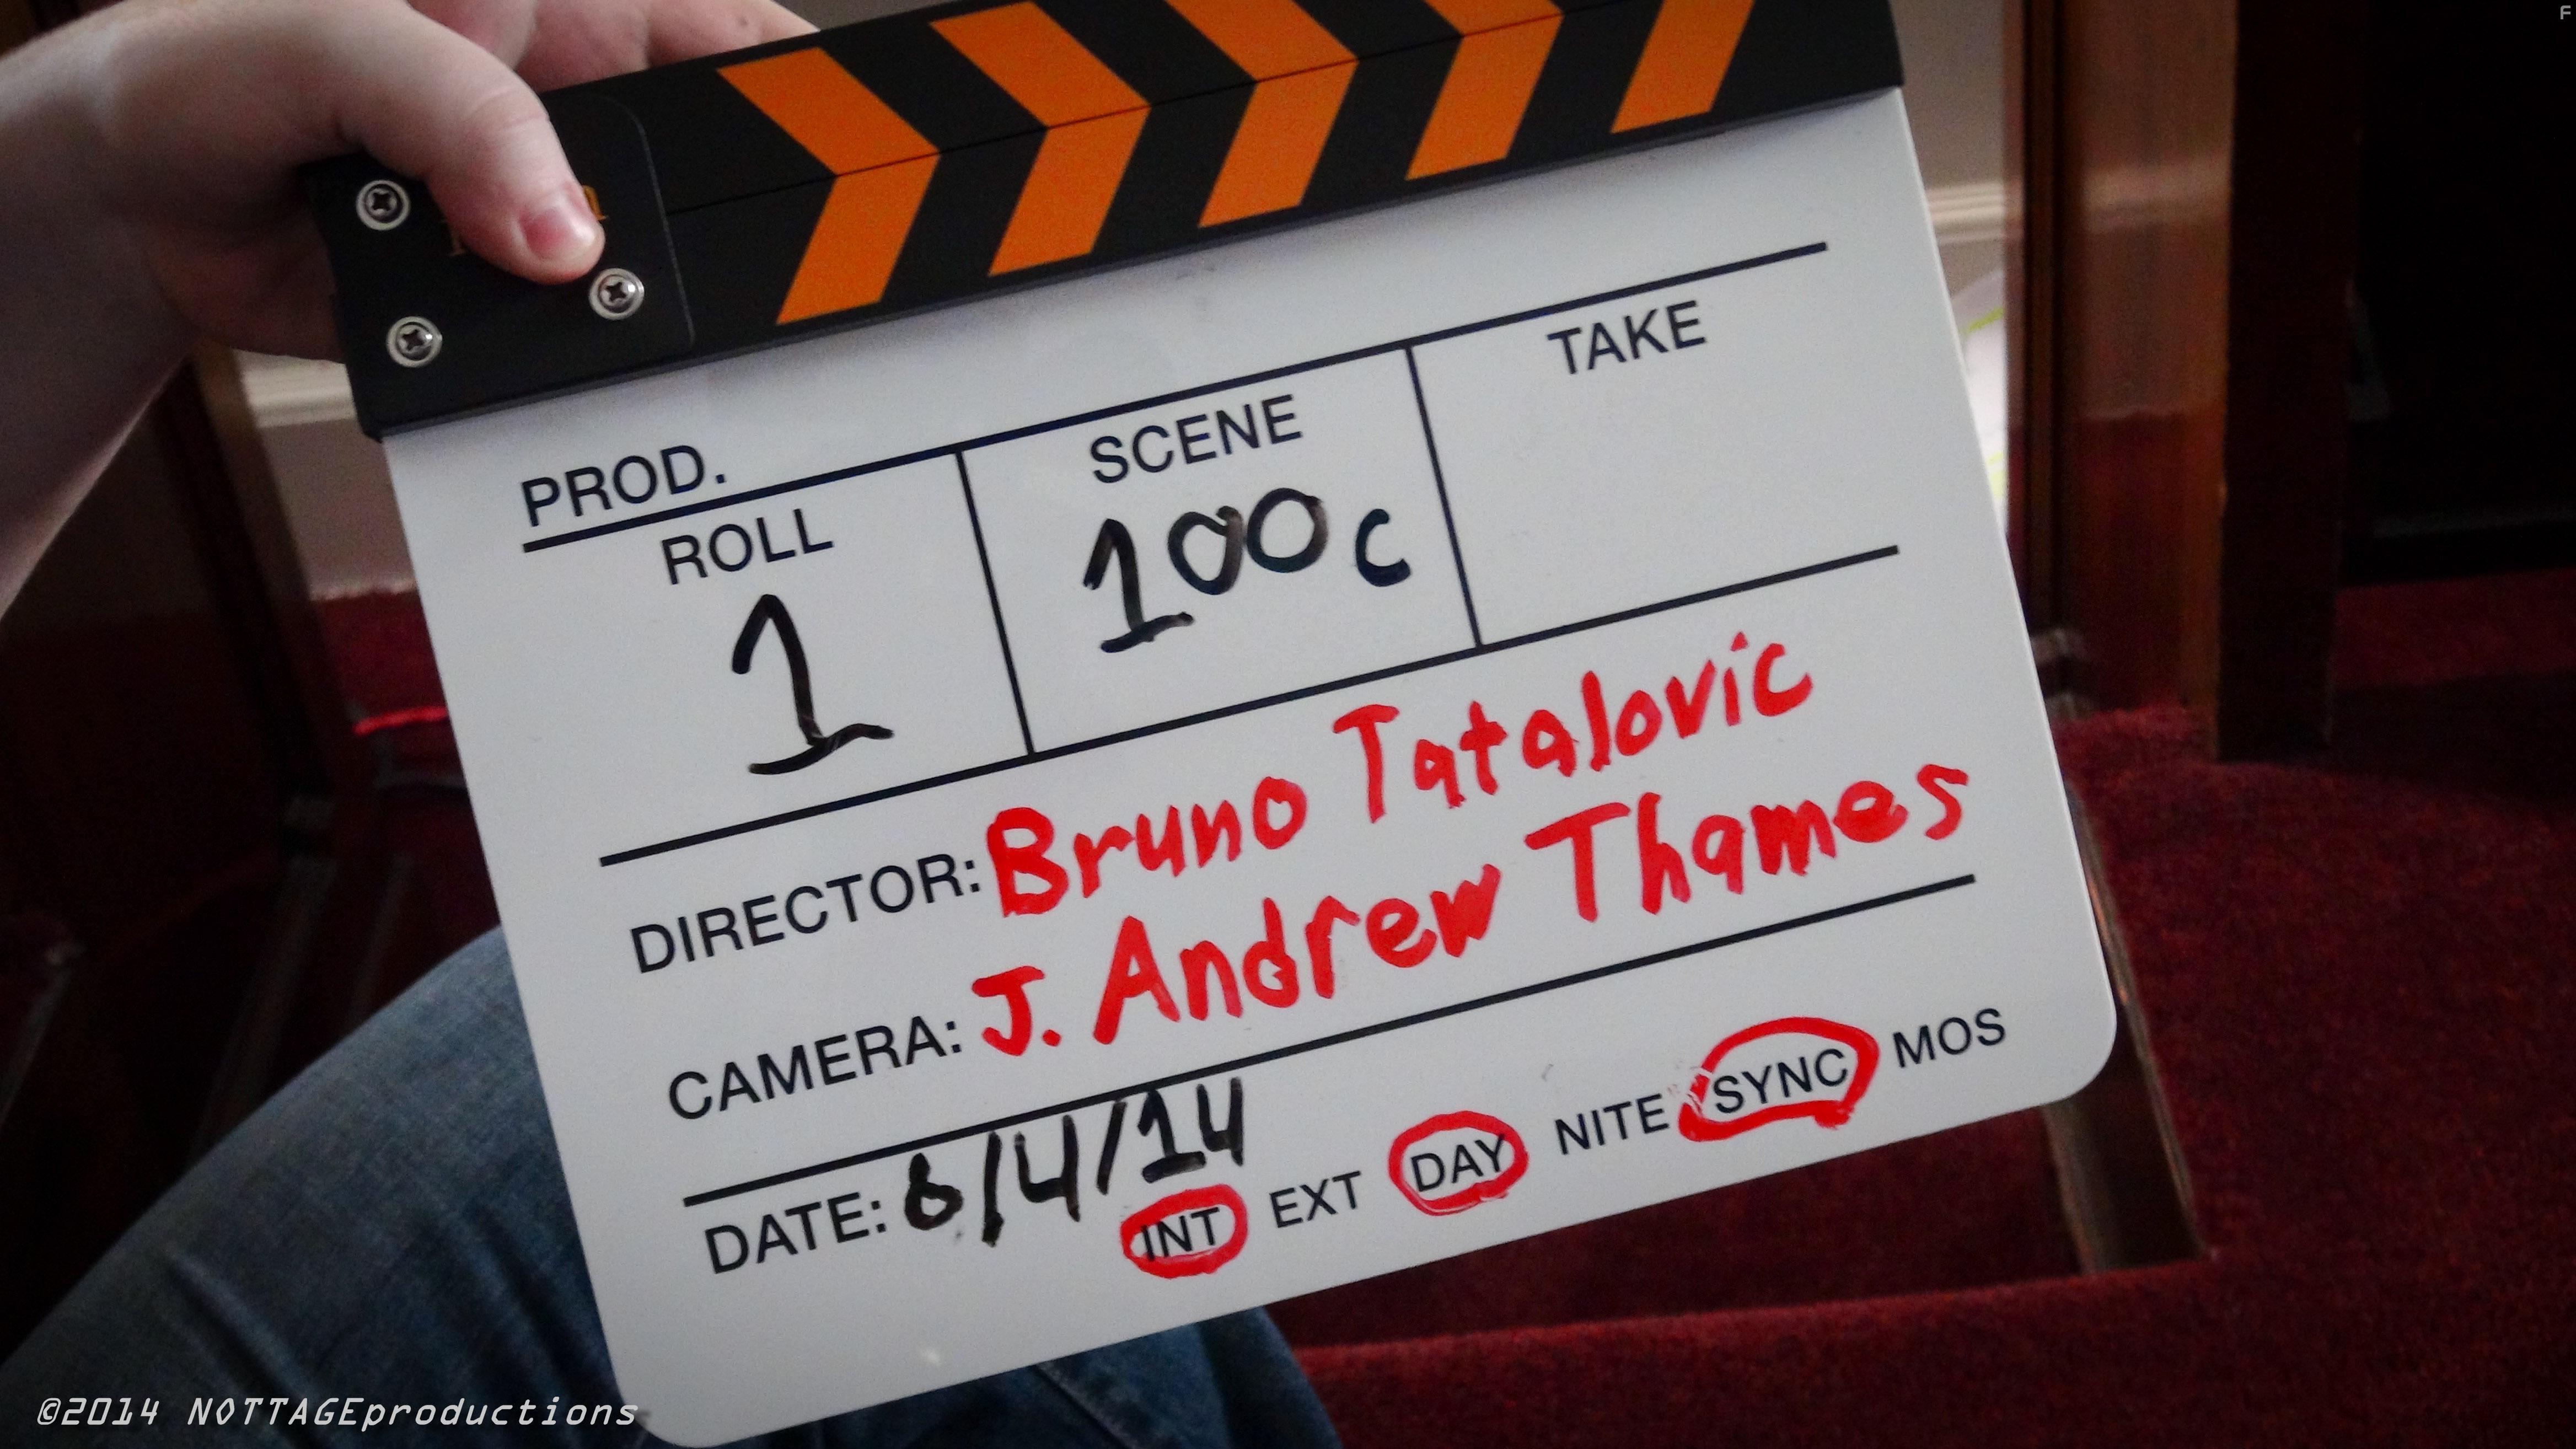 PROD.
ROLL SCENE TAKE
1 100c
DIRECTOR: Bruno Tatalovic
CAMERA: J. Andrew Thames
DATE: 6/4/14
INT EXT DAY NITE SYNC MOS
©2014 NOTTAGEproductions
F